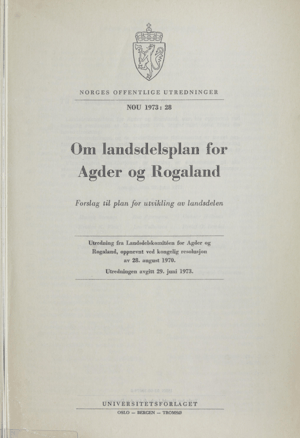 NORGES OFFENTLIGE UTREDNINGER
NOU 1973: 28
Om landsdelsplan for
Agder og Rogaland
Forslag til plan for utvikling av landsdelen
Utredning fra Landsdelskomitéen for Agder og
Rogaland, oppnevnt ved kongelig resolusjon
av 28. august 1970.
Utredningen avgitt 29. juni 1973.
UNIVERSITETSFORLAGET
OSLO — BERGEN — TROMSØ